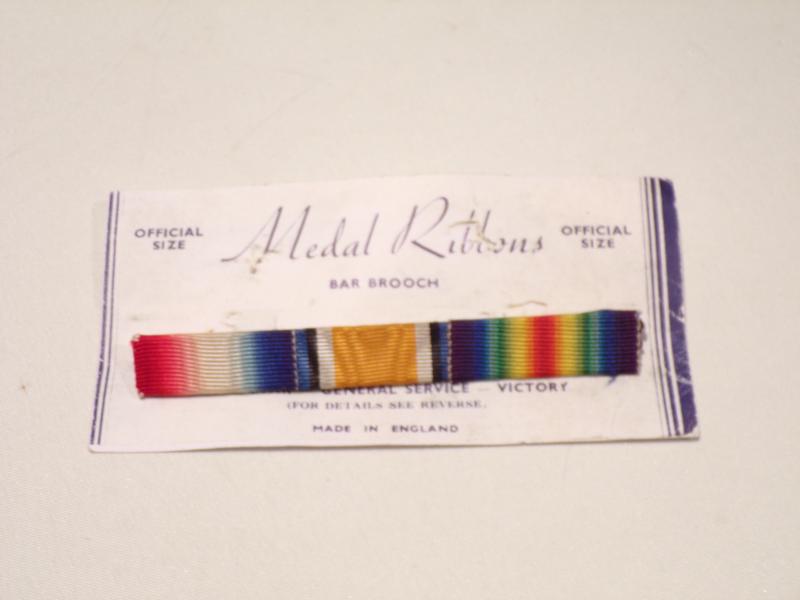 OFFICIAL SIZE
Medal Ribbons
OFFICIAL SIZE
BAR BROOCH
GENERAL SERVICE — VICTORY
(FOR DETAILS SEE REVERSE.
MADE IN ENGLAND